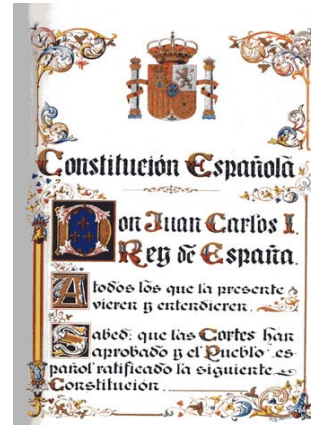 Constitución Española
Don Juan Carlos I.
Rey de España.
A todos los que la presente
vieren y entendieren.
Sabed: que las Cortes han
aprobado y el Pueblo es-
pañol ratificado la siguiente
Constitución.